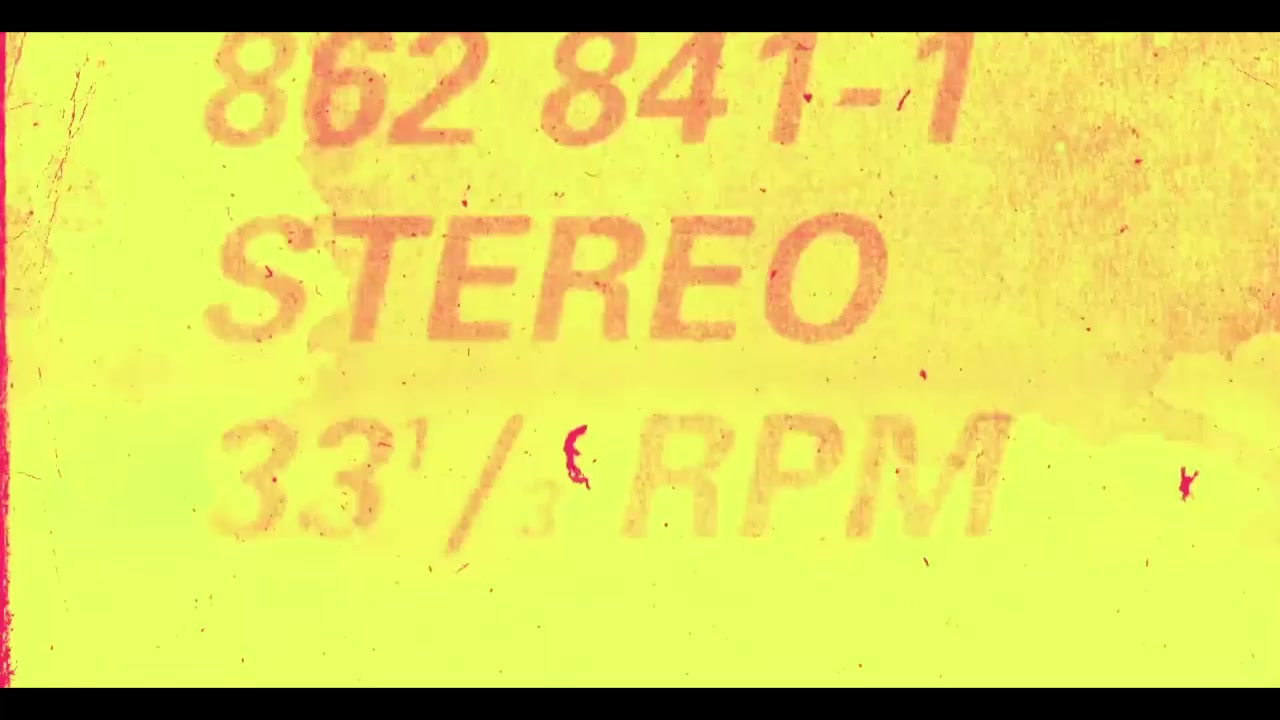 862 841-1
STEREO
33 1/3 RPM